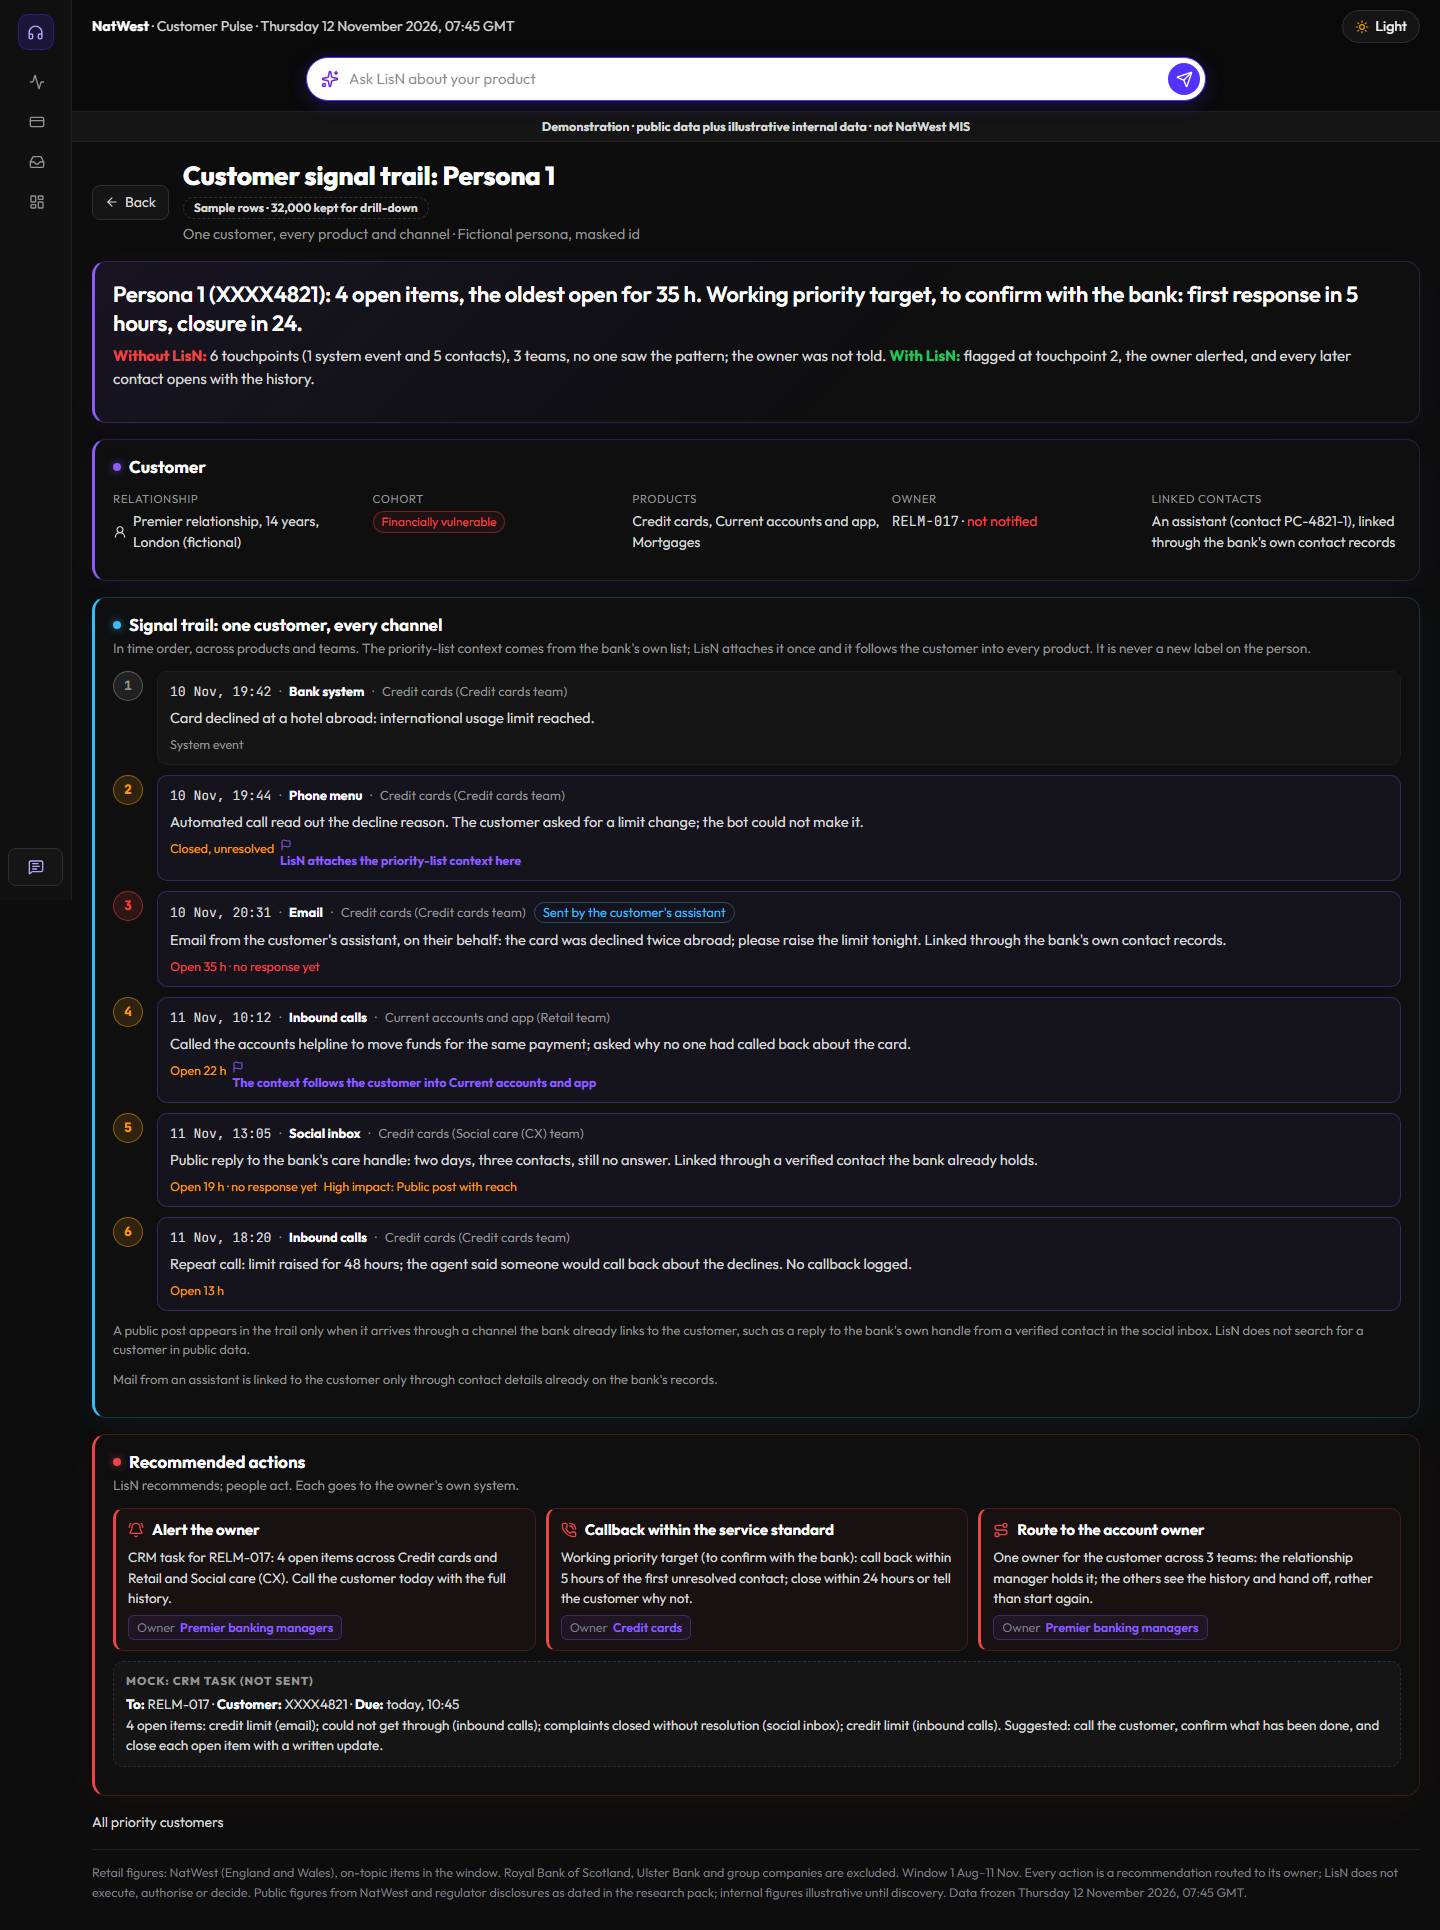 NatWest · Customer Pulse · Thursday 12 November 2026, 07:45 GMT
Light
Ask LisN about your product
Demonstration · public data plus illustrative internal data · not NatWest MIS
Back
Customer signal trail: Persona 1
Sample rows · 32,000 kept for drill-down
One customer, every product and channel · Fictional persona, masked id
Persona 1 (XXXX4821): 4 open items, the oldest open for 35 h. Working priority target, to confirm with the bank: first response in 5
hours, closure in 24.
Without LisN: 6 touchpoints (1 system event and 5 contacts), 3 teams, no one saw the pattern; the owner was not told. With LisN: flagged at touchpoint 2, the owner alerted, and every later
contact opens with the history.
Customer
RELATIONSHIP
Premier relationship, 14 years,
London (fictional)
COHORT
Financially vulnerable
PRODUCTS
Credit cards, Current accounts and app,
Mortgages
OWNER
RELM-017 · not notified
LINKED CONTACTS
An assistant (contact PC-4821-1), linked
through the bank's own contact records
Signal trail: one customer, every channel
In time order, across products and teams. The priority-list context comes from the bank's own list; LisN attaches it once and it follows the customer into every product. It is never a new label on the person.
1
10 Nov, 19:42 · Bank system · Credit cards (Credit cards team)
Card declined at a hotel abroad: international usage limit reached.
System event
2
10 Nov, 19:44 · Phone menu · Credit cards (Credit cards team)
Automated call read out the decline reason. The customer asked for a limit change; the bot could not make it.
Closed, unresolved
LisN attaches the priority-list context here
3
10 Nov, 20:31 · Email · Credit cards (Credit cards team) Sent by the customer's assistant
Email from the customer's assistant, on their behalf: the card was declined twice abroad; please raise the limit tonight. Linked through the bank's own contact records.
Open 35 h · no response yet
4
11 Nov, 10:12 · Inbound calls · Current accounts and app (Retail team)
Called the accounts helpline to move funds for the same payment; asked why no one had called back about the card.
Open 22 h
The context follows the customer into Current accounts and app
5
11 Nov, 13:05 · Social inbox · Credit cards (Social care (CX) team)
Public reply to the bank's care handle: two days, three contacts, still no answer. Linked through a verified contact the bank already holds.
Open 19 h · no response yet High impact: Public post with reach
6
11 Nov, 18:20 · Inbound calls · Credit cards (Credit cards team)
Repeat call: limit raised for 48 hours; the agent said someone would call back about the declines. No callback logged.
Open 13 h
A public post appears in the trail only when it arrives through a channel the bank already links to the customer, such as a reply to the bank's own handle from a verified contact in the social inbox. LisN does not search for a
customer in public data.
Mail from an assistant is linked to the customer only through contact details already on the bank's records.
Recommended actions
LisN recommends; people act. Each goes to the owner's own system.
Alert the owner
CRM task for RELM-017: 4 open items across Credit cards and
Retail and Social care (CX). Call the customer today with the full
history.
Owner Premier banking managers
Callback within the service standard
Working priority target (to confirm with the bank): call back within
5 hours of the first unresolved contact; close within 24 hours or tell
the customer why not.
Owner Credit cards
Route to the account owner
One owner for the customer across 3 teams: the relationship
manager holds it; the others see the history and hand off, rather
than start again.
Owner Premier banking managers
MOCK: CRM TASK (NOT SENT)
To: RELM-017 · Customer: XXXX4821 · Due: today, 10:45
4 open items: credit limit (email); could not get through (inbound calls); complaints closed without resolution (social inbox); credit limit (inbound calls). Suggested: call the customer, confirm what has been done, and
close each open item with a written update.
All priority customers
Retail figures: NatWest (England and Wales), on-topic items in the window. Royal Bank of Scotland, Ulster Bank and group companies are excluded. Window 1 Aug–11 Nov. Every action is a recommendation routed to its owner; LisN does not
execute, authorise or decide. Public figures from NatWest and regulator disclosures as dated in the research pack; internal figures illustrative until discovery. Data frozen Thursday 12 November 2026, 07:45 GMT.